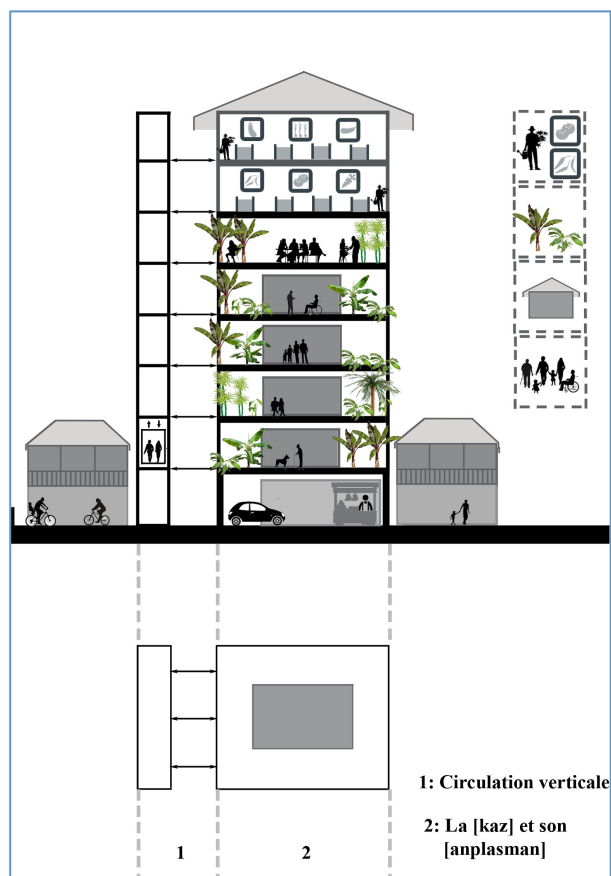 1: Circulation verticale
2: La [kaz] et son
[anplasman]
1
2